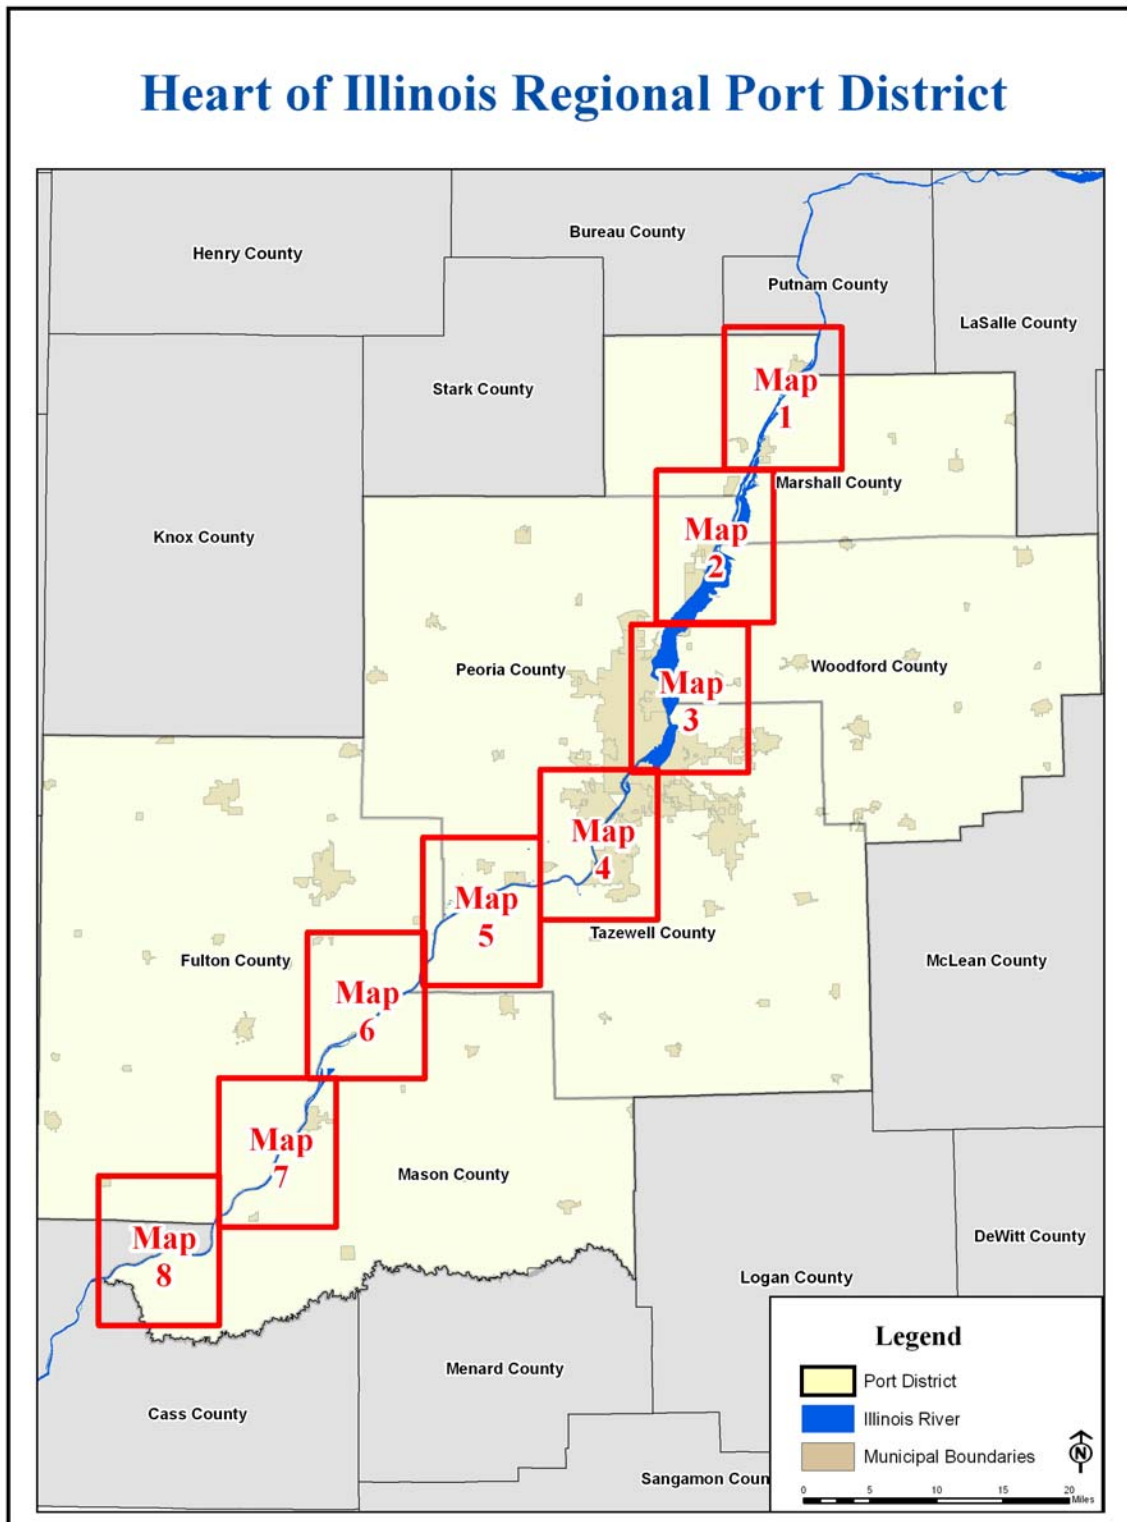 Heart of Illinois Regional Port District
Bureau County
Henry County
Putnam County
LaSalle County
Map
1
Stark County
Marshall County
Map
2
Knox County
Peoria County
Woodford County
Map
3
Map
4
Map
5
Tazewell County
Fulton County
McLean County
Map
6
Map
7
Mason County
Map
8
DeWitt County
Logan County
Menard County
Cass County
Sangamon Coun
Legend
Port District
Illinois River
Municipal Boundaries
N
0 5 10 15 20
Miles